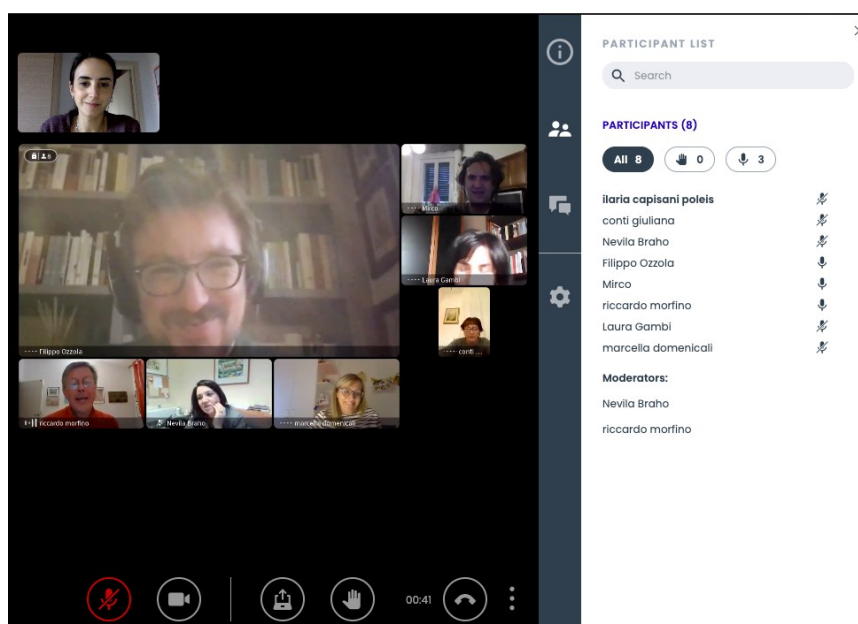 8
Mirco
Laura Gambi
Filippo Ozzola
conti ...
riccardo morfino
Nevila Braho
marcella domenicali
00:41
PARTICIPANT LIST
Search
PARTICIPANTS (8)
All 8
0
3
ilaria capisani poleis
conti giuliana
Nevila Braho
Filippo Ozzola
Mirco
riccardo morfino
Laura Gambi
marcella domenicali
Moderators:
Nevila Braho
riccardo morfino